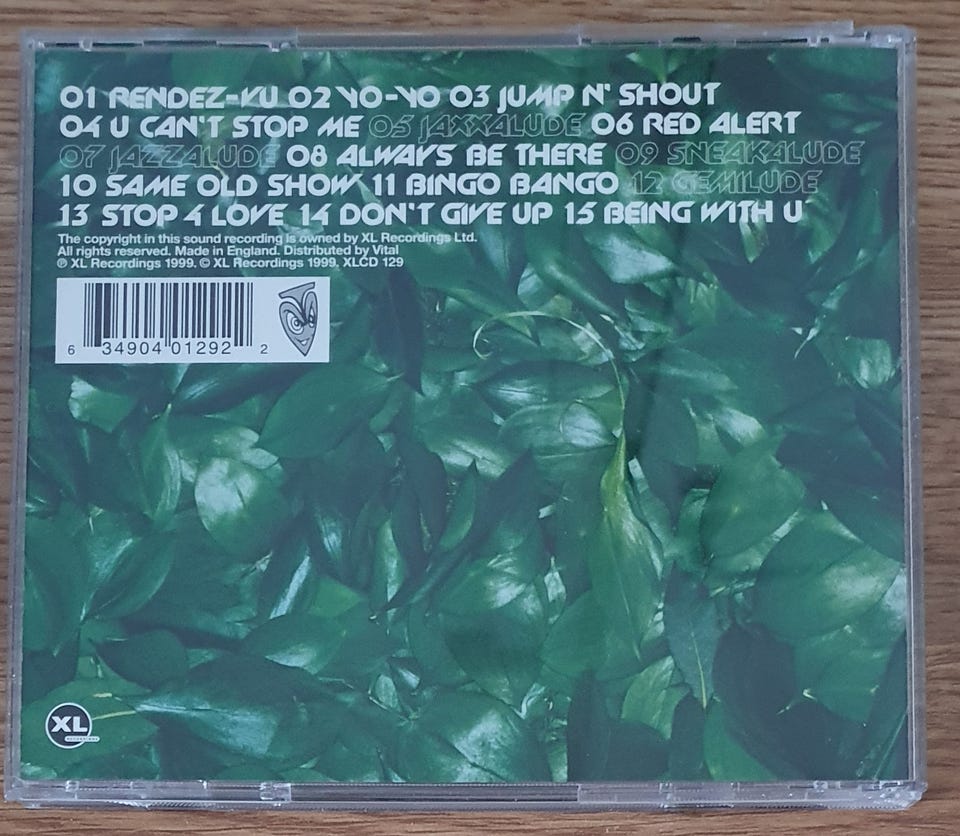 01 RENDEZ-VU 02 YO-YO 03 JUMP N' SHOUT
04 U CAN'T STOP ME 05 JAXXALUDE 06 RED ALERT
07 JAZZALUDE 08 ALWAYS BE THERE 09 SNEAKALUDE
10 SAME OLD SHOW 11 BINGO BANGO 12 GEMILUDE
13 STOP 4 LOVE 14 DON'T GIVE UP 15 BEING WITH U
The copyright in this sound recording is owned by XL Recordings Ltd.
All rights reserved. Made in England. Distributed by Vital
℗ XL Recordings 1999. © XL Recordings 1999. XLCD 129
6 34904 01292 2
XL
RECORDINGS